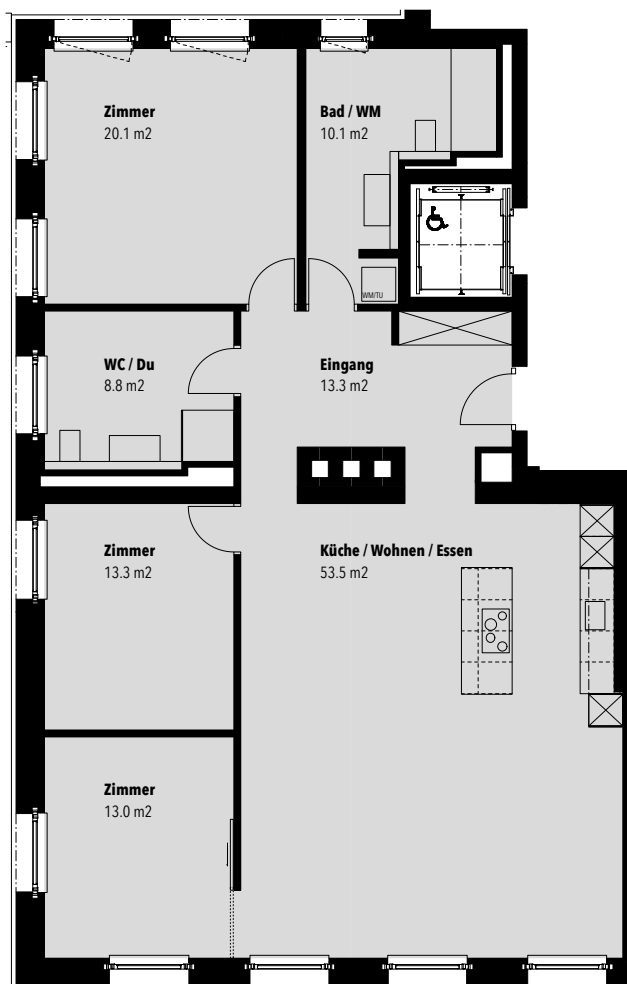 Zimmer
20.1 m2
Bad / WM
10.1 m2
WM/TU
WC / Du
8.8 m2
Eingang
13.3 m2
Zimmer
13.3 m2
Küche / Wohnen / Essen
53.5 m2
Zimmer
13.0 m2